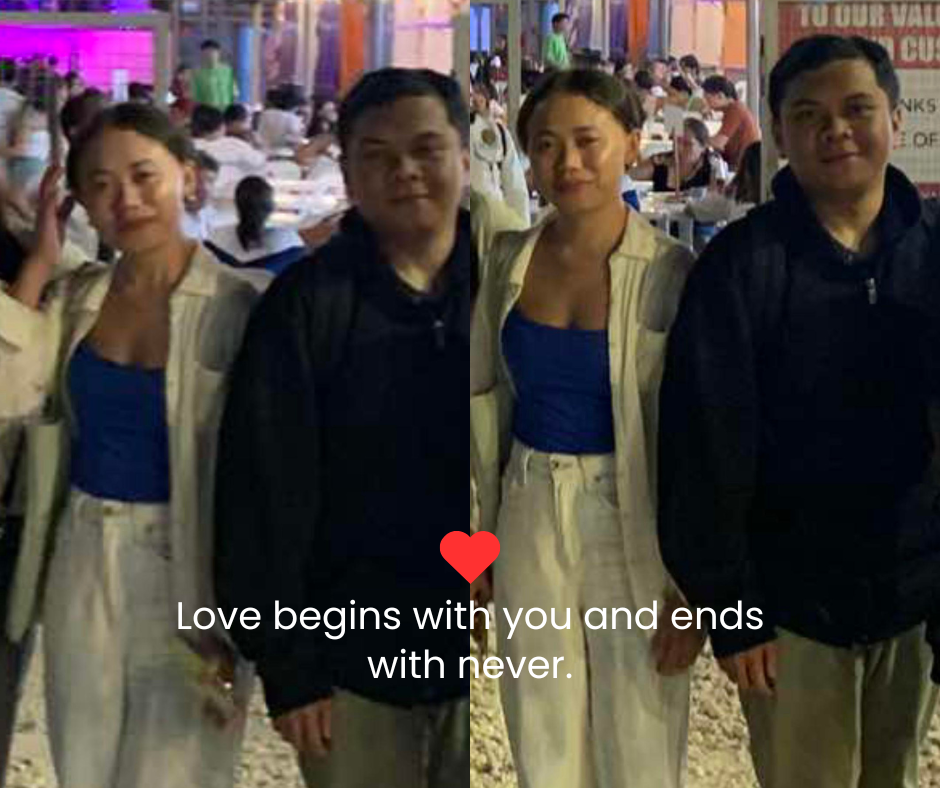 TO OUR VAL
CUS
NKS
E OF
Love begins with you and ends
with never.